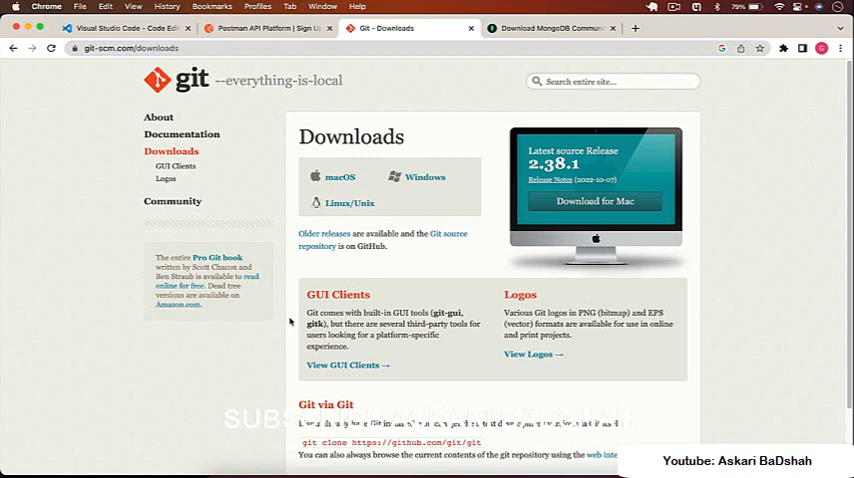 Chrome File Edit View History Bookmarks Profiles Tab Window Help
79%
Visual Studio Code - Code Edit
Postman API Platform | Sign Up
Git - Downloads
Download MongoDB Communi
git-scm.com/downloads
git --everything-is-local
Search entire site...
About
Documentation
Downloads
GUI Clients
Logos
Community
The entire Pro Git book
written by Scott Chacon and
Ben Straub is available to read
online for free. Dead tree
versions are available on
Amazon.com.
Downloads
macOS
Windows
Linux/Unix
Older releases are available and the Git source
repository is on GitHub.
Latest source Release
2.38.1
Release Notes (2022-10-07)
Download for Mac
GUI Clients
Git comes with built-in GUI tools (git-gui,
gitk), but there are several third-party tools for
users looking for a platform-specific
experience.
View GUI Clients →
Logos
Various Git logos in PNG (bitmap) and EPS
(vector) formats are available for use in online
and print projects.
View Logos →
Git via Git
git clone https://github.com/git/git
You can also browse the current contents of the git repository using the web inte
SUBSCRIBE ASKARI BADSHAH
Youtube: Askari BaDshah